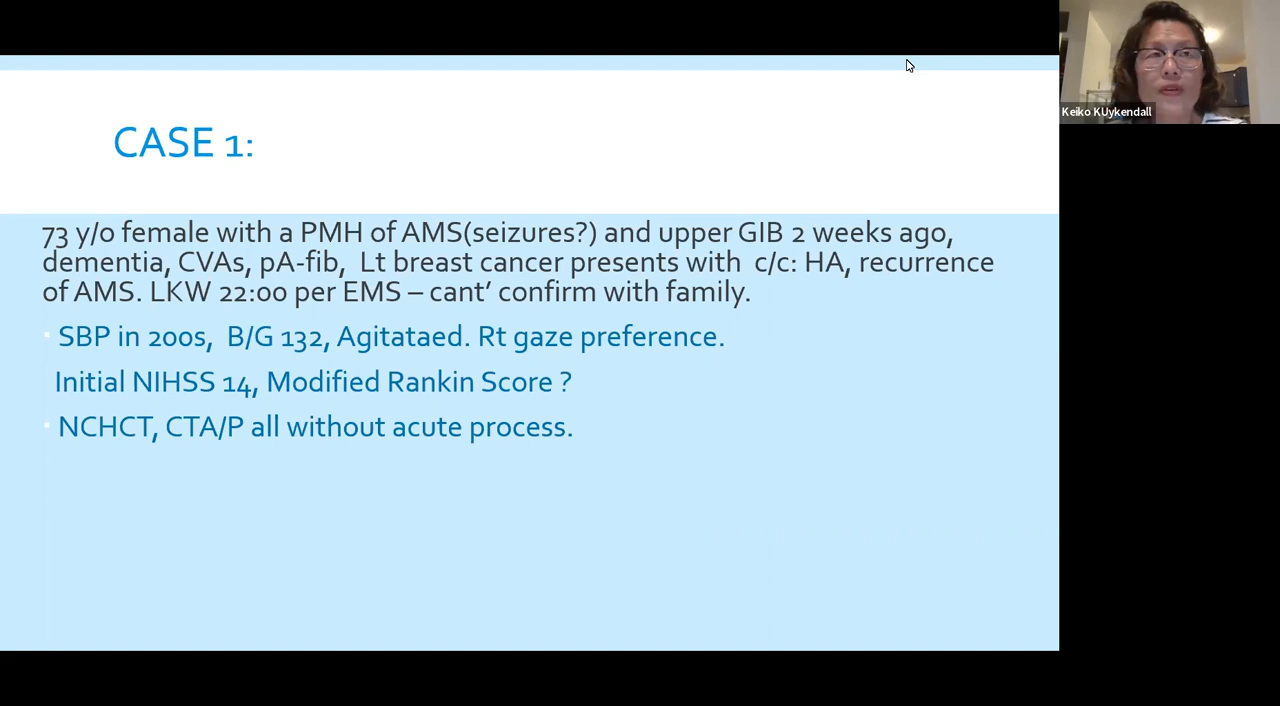 CASE 1:
73 y/o female with a PMH of AMS(seizures?) and upper GIB 2 weeks ago,
dementia, CVAs, pA-fib, Lt breast cancer presents with c/c: HA, recurrence
of AMS. LKW 22:00 per EMS – cant’ confirm with family.
SBP in 200s, B/G 132, Agitataed. Rt gaze preference.
Initial NIHSS 14, Modified Rankin Score ?
NCHCT, CTA/P all without acute process.
Keiko KUykendall